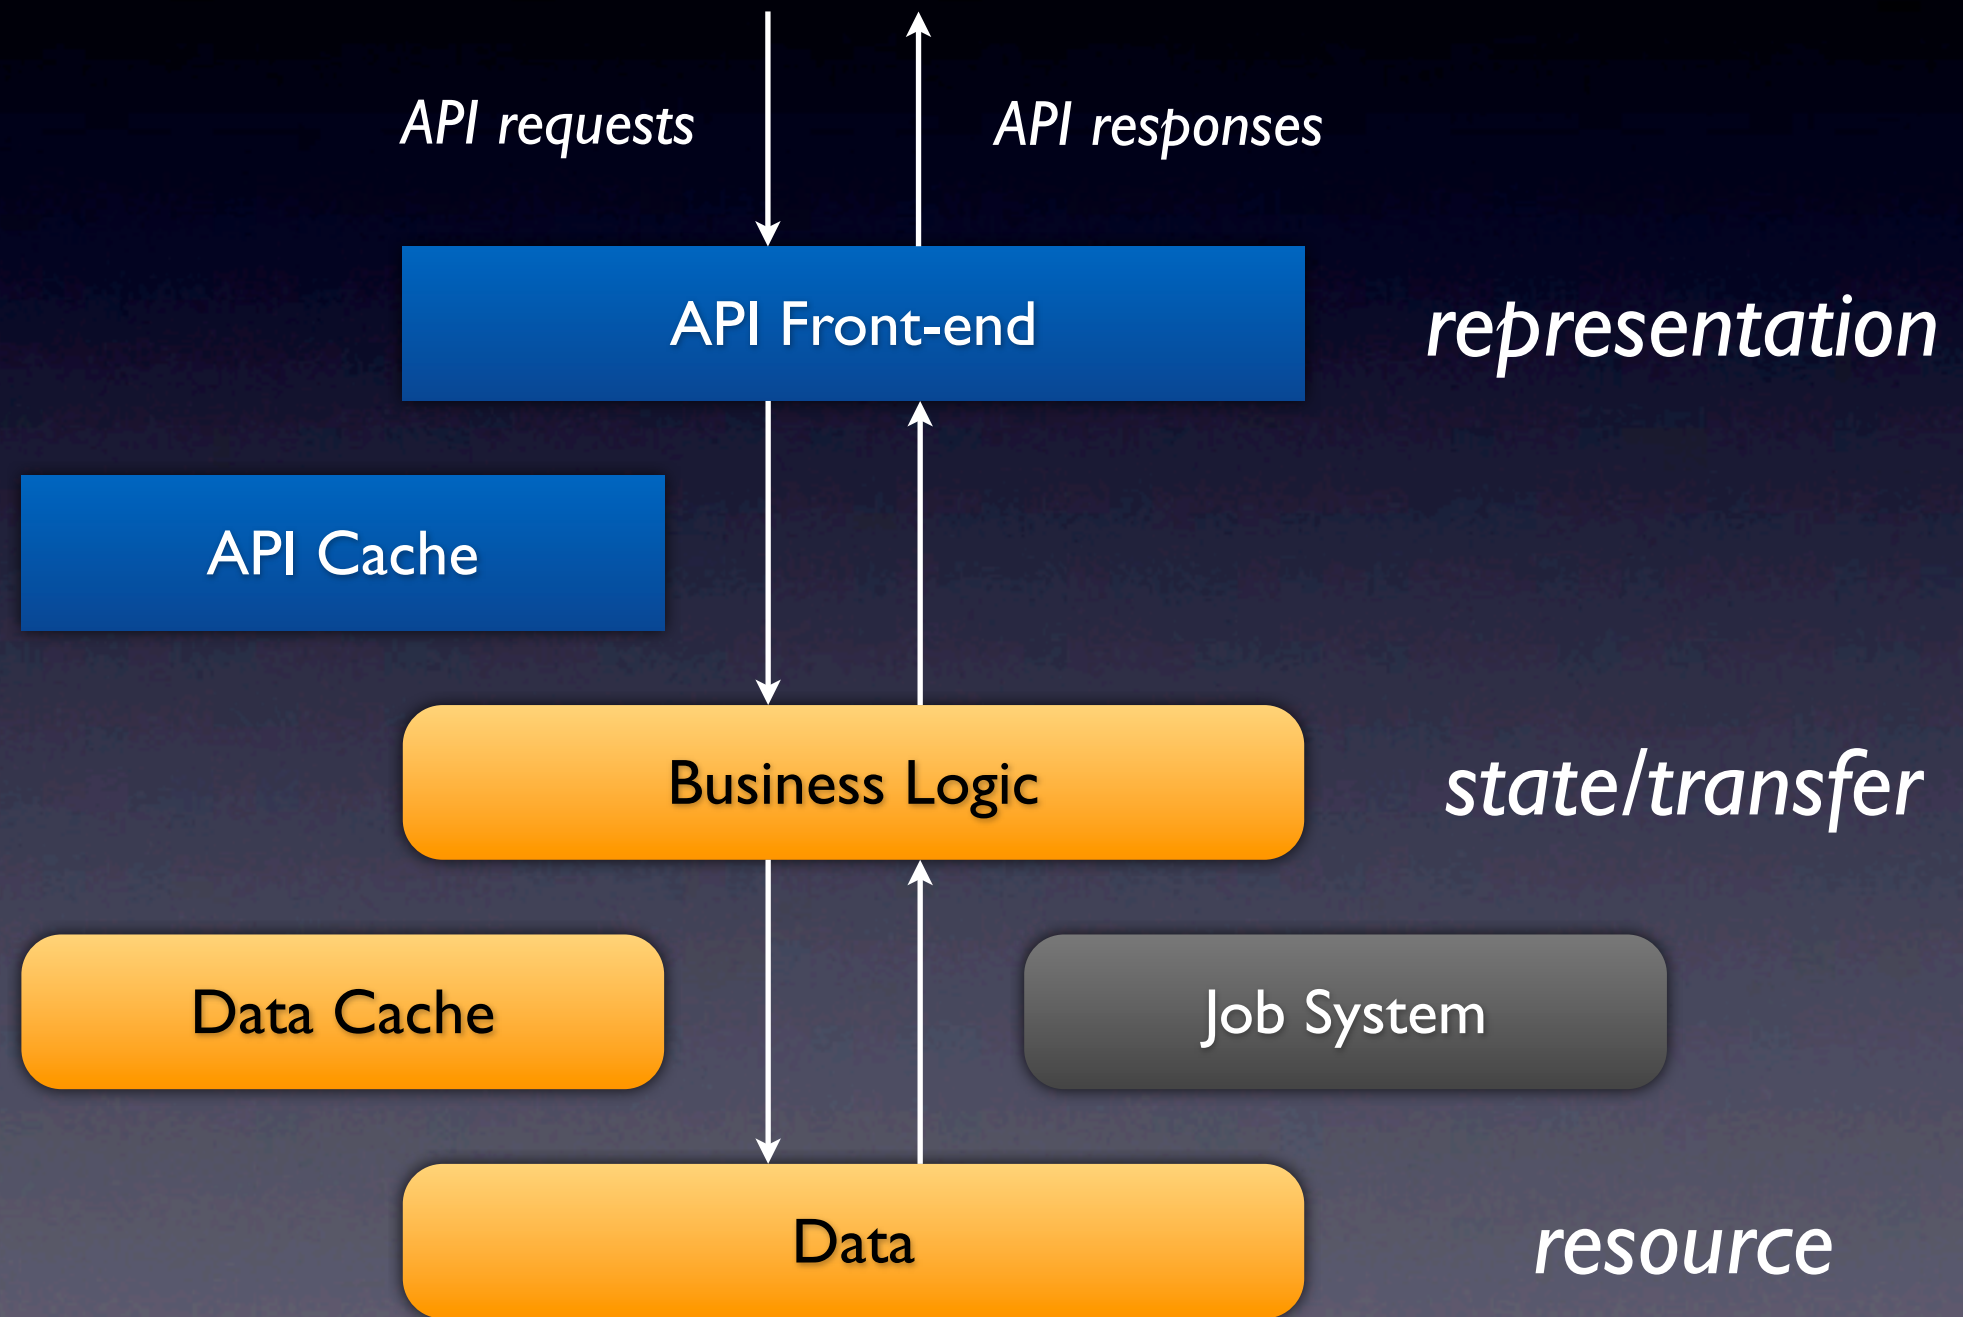 API requests
API responses
API Front-end
representation
API Cache
Business Logic
state/transfer
Data Cache
Job System
Data
resource